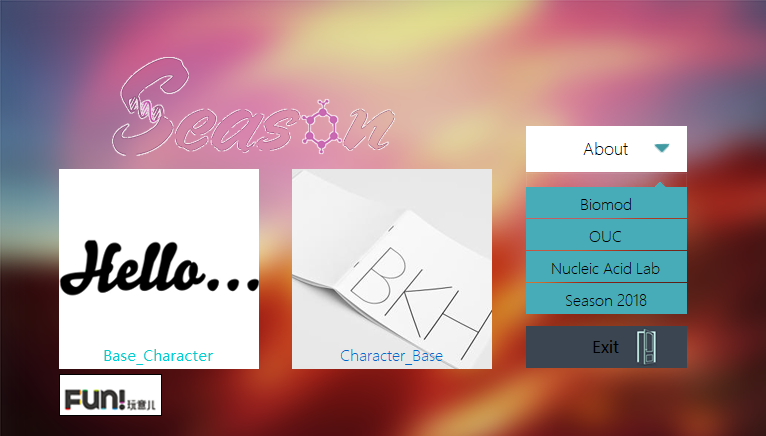 Season
About
Hello...
BKH
Biomod
OUC
Nucleic Acid Lab
Season 2018
Base_Character
Character_Base
Exit
FUN!玩意儿